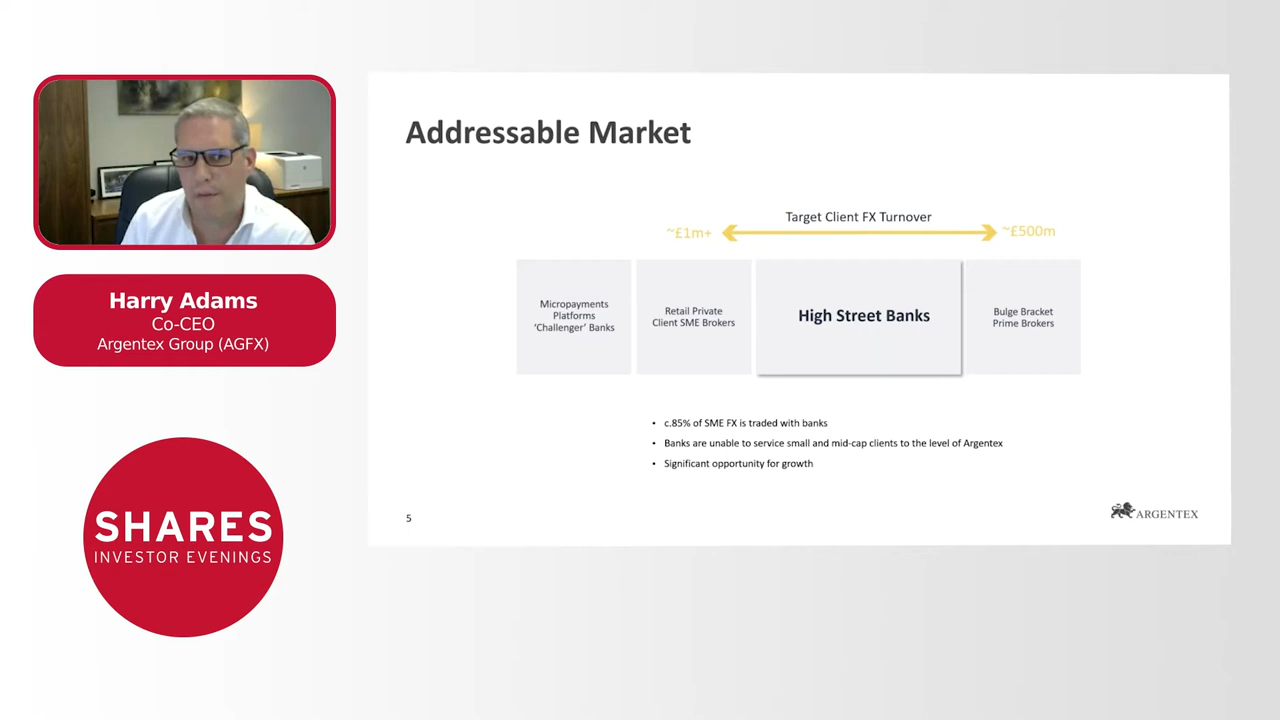 Harry Adams
Co-CEO
Argentex Group (AGFX)
SHARES
INVESTOR EVENINGS
Addressable Market
Target Client FX Turnover
~£1m+
~£500m
Micropayments
Platforms
‘Challenger’ Banks
Retail Private
Client SME Brokers
High Street Banks
Bulge Bracket
Prime Brokers
• c.85% of SME FX is traded with banks
• Banks are unable to service small and mid-cap clients to the level of Argentex
• Significant opportunity for growth
5
ARGENTEX